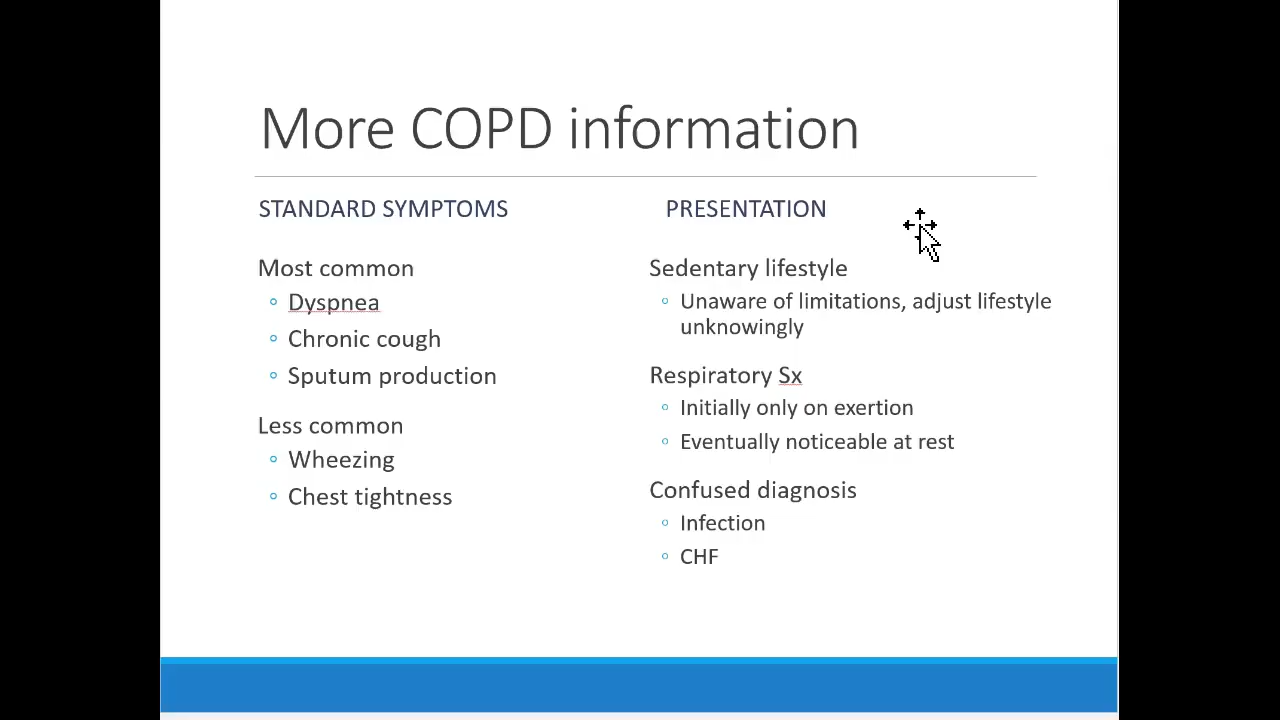 More COPD information
STANDARD SYMPTOMS
Most common
Dyspnea
Chronic cough
Sputum production
Less common
Wheezing
Chest tightness
PRESENTATION
Sedentary lifestyle
Unaware of limitations, adjust lifestyle
unknowingly
Respiratory Sx
Initially only on exertion
Eventually noticeable at rest
Confused diagnosis
Infection
CHF